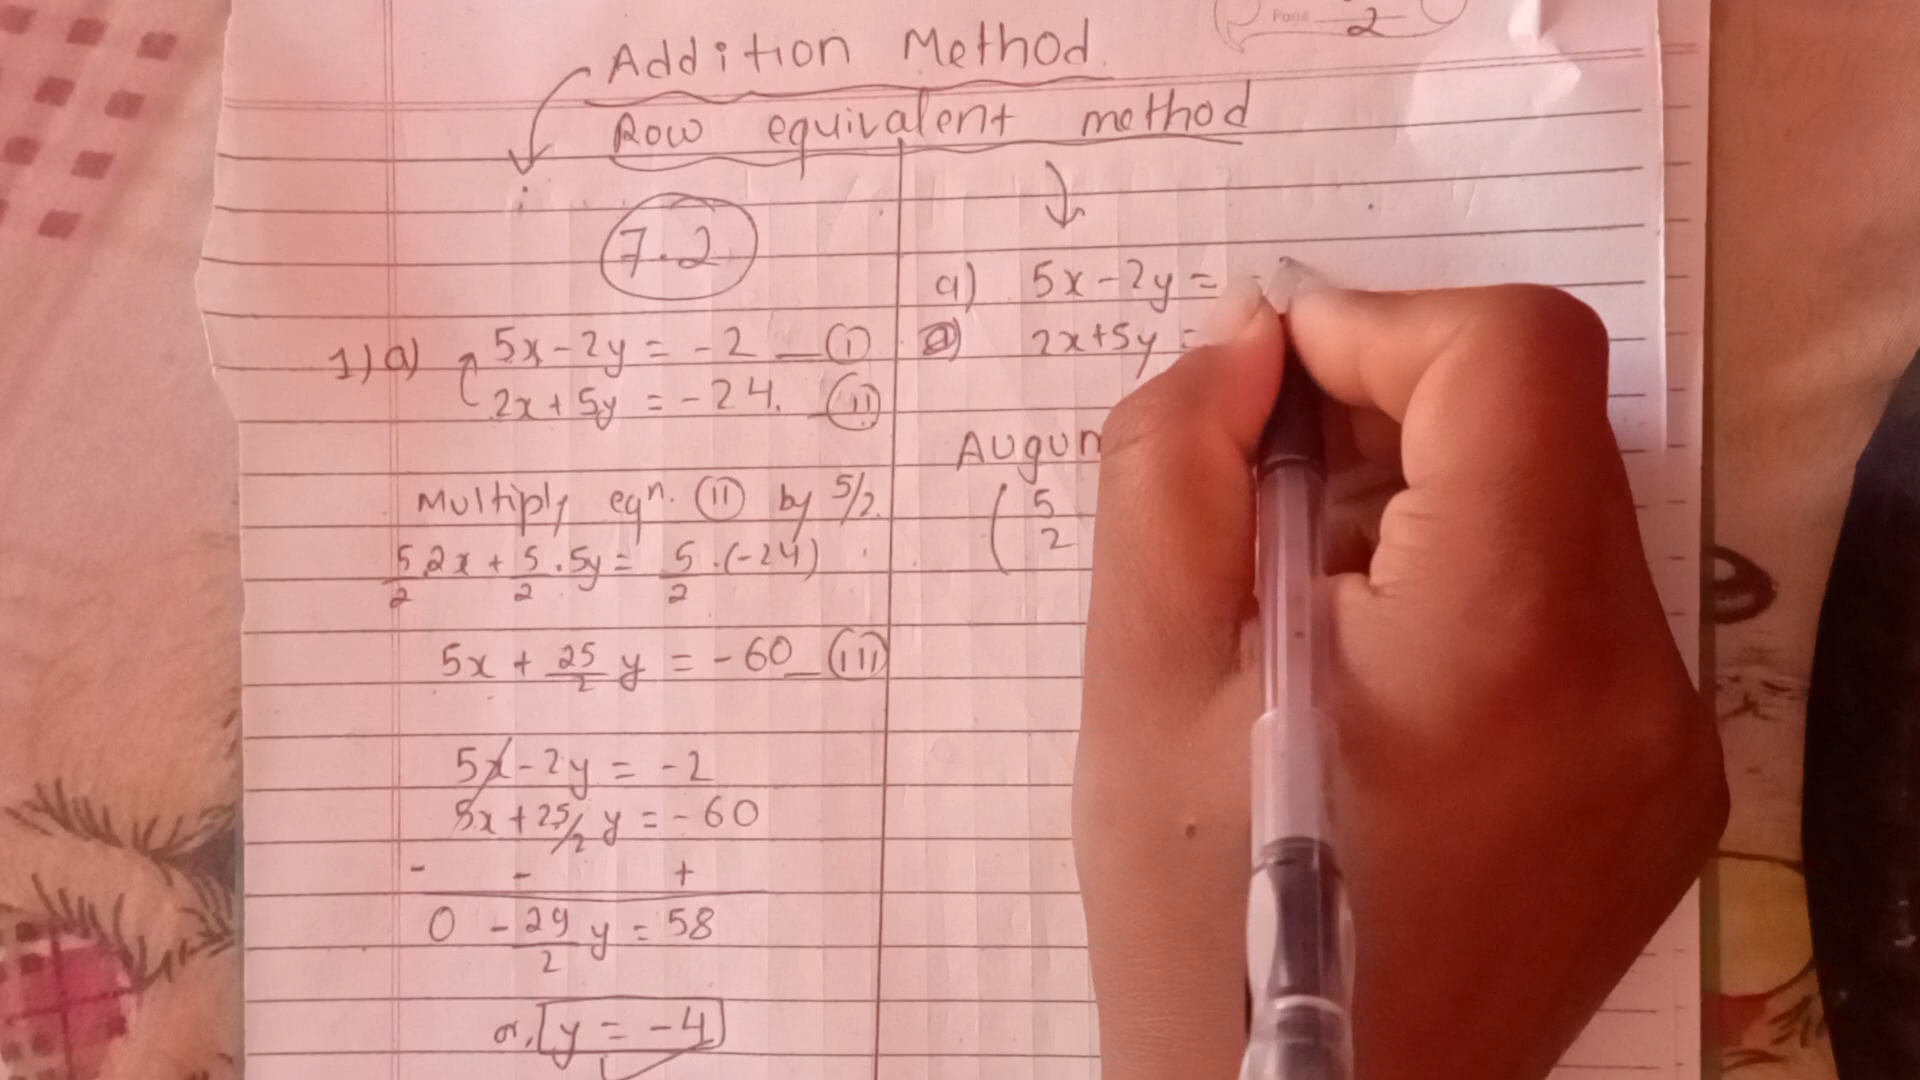 Page 2
Addition Method.
Row equivalent method
7.2
1) a) 5x - 2y = -2 (i)
2x + 5y = -24. (ii)
Multiply eqn. (ii) by 5/2.
5/2.2x + 5/2.5y = 5/2.(-24)
5x + 25/2 y = -60 (iii)
5x - 2y = -2
5x + 25/2 y = -60
- - +
0 - 29/2 y = 58
or, y = -4
a) 5x - 2y =
2x + 5y =
( 5
2